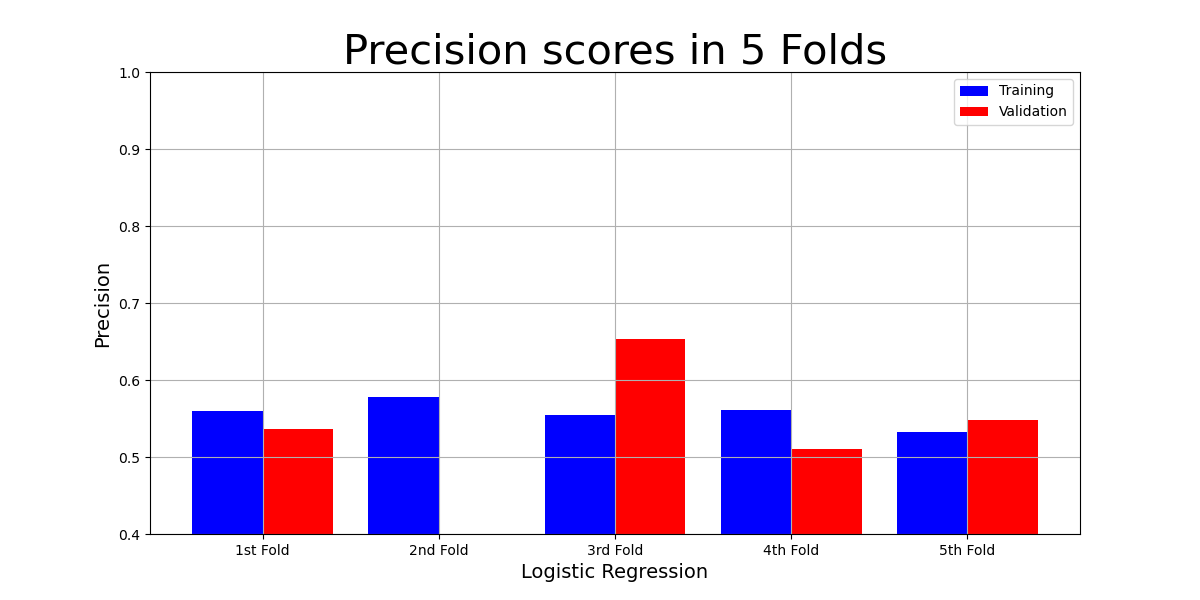 Precision scores in 5 Folds
Training
Validation
Precision
1.0
0.9
0.8
0.7
0.6
0.5
0.4
1st Fold
2nd Fold
3rd Fold
4th Fold
5th Fold
Logistic Regression